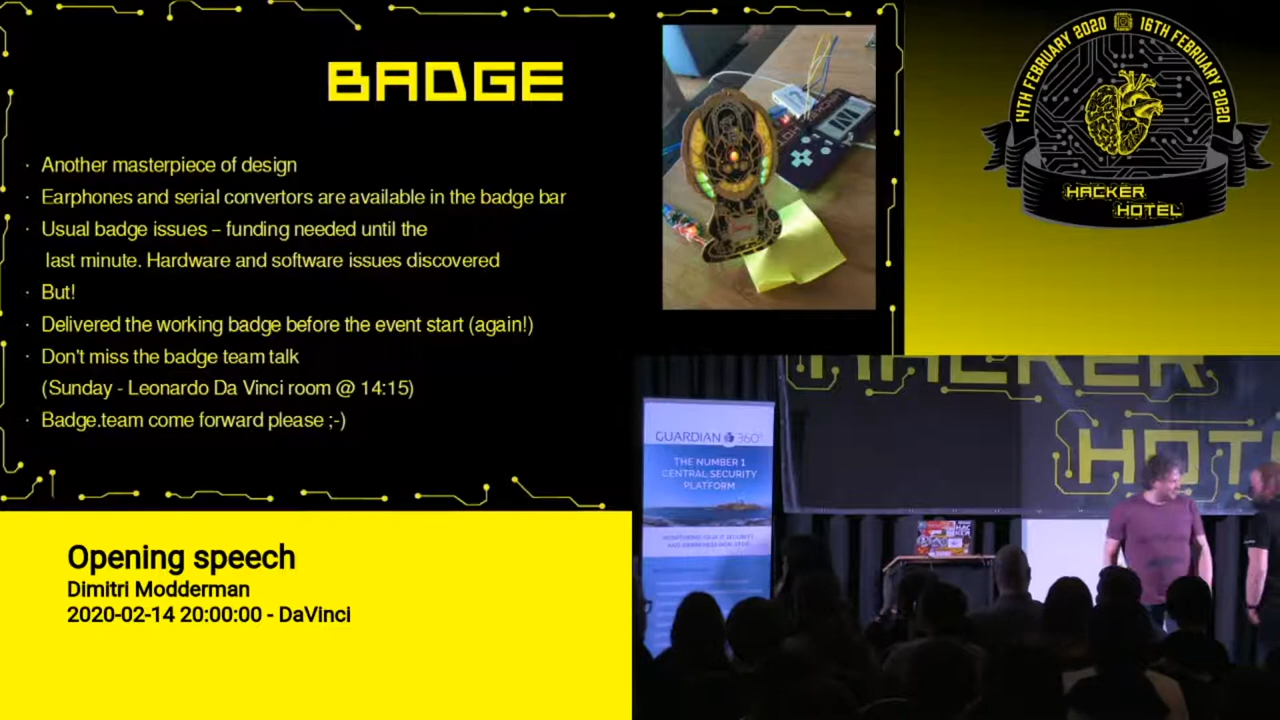 BADGE
· Another masterpiece of design
· Earphones and serial convertors are available in the badge bar
· Usual badge issues – funding needed until the
last minute. Hardware and software issues discovered
· But!
· Delivered the working badge before the event start (again!)
· Don't miss the badge team talk
(Sunday - Leonardo Da Vinci room @ 14:15)
· Badge.team come forward please ;-)
14TH FEBRUARY 2020 16TH FEBRUARY 2020
HACKER
HOTEL
HACKER
HOT
GUARDIAN 360°
THE NUMBER 1
CENTRAL SECURITY
PLATFORM
Opening speech
Dimitri Modderman
2020-02-14 20:00:00 - DaVinci